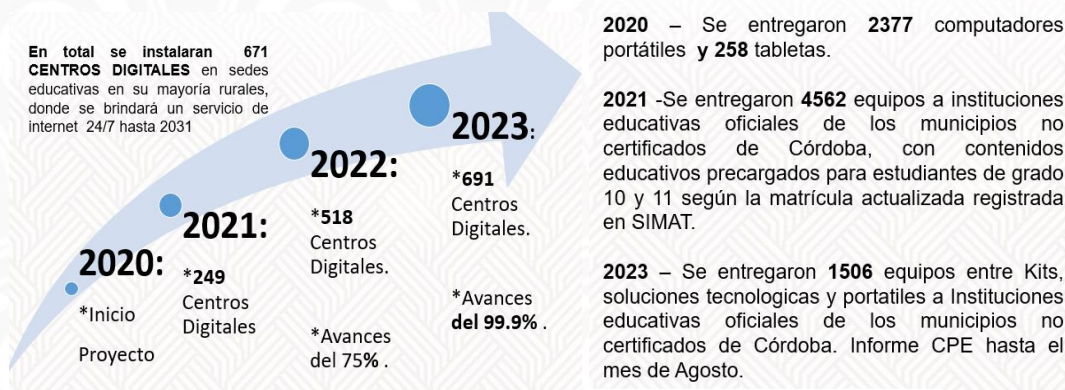 En total se instalaran 671
CENTROS DIGITALES en sedes
educativas en su mayoría rurales,
donde se brindará un servicio de
internet 24/7 hasta 2031
2020:
*Inicio
Proyecto
2021:
*249
Centros
Digitales
2022:
*518
Centros
Digitales.
*Avances
del 75% .
2023:
*691
Centros
Digitales.
*Avances
del 99.9% .
2020 – Se entregaron 2377 computadores
portátiles y 258 tabletas.
2021 -Se entregaron 4562 equipos a instituciones
educativas oficiales de los municipios no
certificados de Córdoba, con contenidos
educativos precargados para estudiantes de grado
10 y 11 según la matrícula actualizada registrada
en SIMAT.
2023 – Se entregaron 1506 equipos entre Kits,
soluciones tecnologicas y portatiles a Instituciones
educativas oficiales de los municipios no
certificados de Córdoba. Informe CPE hasta el
mes de Agosto.